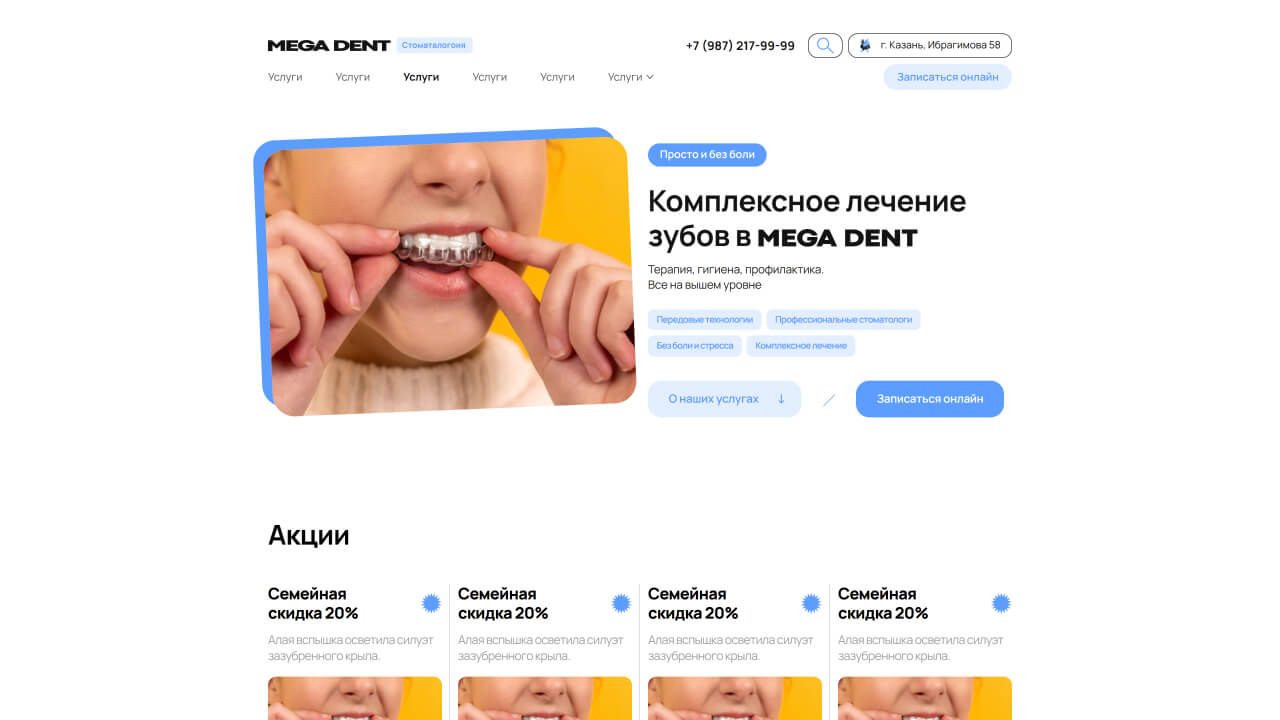 MEGA DENT Стоматалогоия +7 (987) 217-99-99 г. Казань, Ибрагимова 58
Услуги Услуги Услуги Услуги Услуги Услуги Записаться онлайн
Просто и без боли
Комплексное лечение
зубов в MEGA DENT
Терапия, гигиена, профилактика.
Все на вышем уровне
Передовые технологии Профессиональные стоматологи
Без боли и стресса Комплексное лечение
О наших услугах ↓ / Записаться онлайн
Акции
Семейная Семейная Семейная Семейная
скидка 20% скидка 20% скидка 20% скидка 20%
Алая вспышка осветила силуэт Алая вспышка осветила силуэт Алая вспышка осветила силуэт Алая вспышка осветила силуэт
зазубренного крыла. зазубренного крыла. зазубренного крыла. зазубренного крыла.